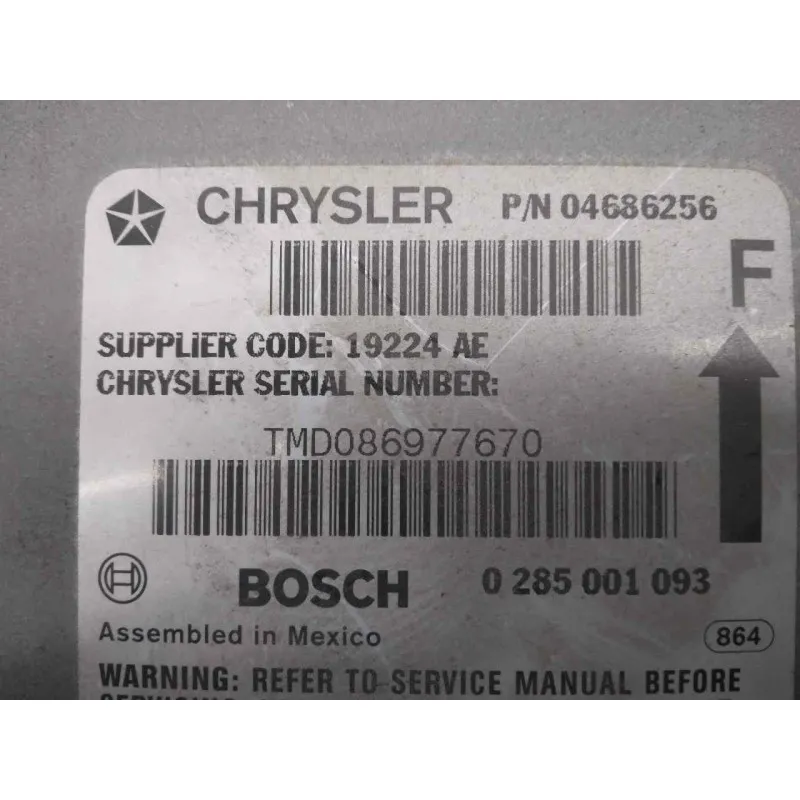 CHRYSLER P/N 04686256
F
SUPPLIER CODE: 19224 AE
CHRYSLER SERIAL NUMBER:
TMD086977670
BOSCH 0 285 001 093
Assembled in Mexico 864
WARNING: REFER TO SERVICE MANUAL BEFORE